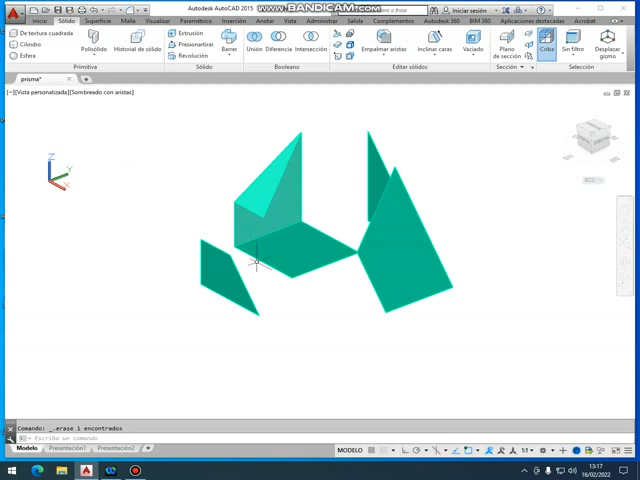 Autodesk AutoCAD 2015
WWW.BANDICAM.COM
o frase
Iniciar sesión
Inicio Sólido Superficie Malla Visualizar Paramétrico Inserción Anotar Vista Administrar Salida Complementos Autodesk 360 BIM 360 Aplicaciones destacadas Acrobat
De textura cuadrada
Cilindro
Esfera
Polisólido
Historial de sólido
Extrusión
Presionartirar
Revolución
Barrer
Unión Diferencia Intersección
Empalmar aristas
Inclinar caras
Vaciado
Plano
de sección
Criba
Sin filtro
Desplazar
gizmo
Primitiva Sólido Booleano Editar sólidos Sección Selección
prisma*
[−][Vista personalizada][Sombreado con aristas]
Z
Y
X
Comando: _.erase 1 encontrados
Escriba un comando
Modelo Presentación1 Presentación2
MODELO
1:1
13:17
16/02/2022